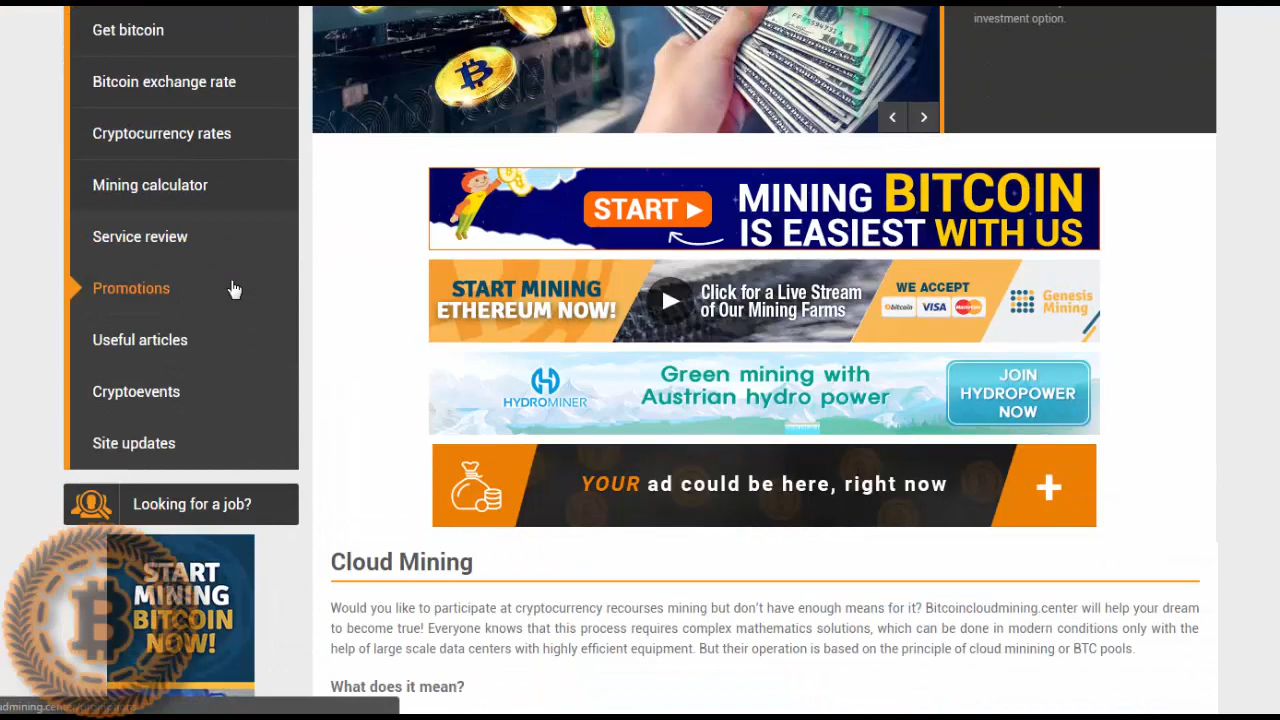 Get bitcoin
Bitcoin exchange rate
Cryptocurrency rates
Mining calculator
Service review
Promotions
Useful articles
Cryptoevents
Site updates
Looking for a job?
START
MINING
BITCOIN
NOW!
investment option.
START
MINING BITCOIN
IS EASIEST WITH US
START MINING
ETHEREUM NOW!
Click for a Live Stream
of Our Mining Farms
WE ACCEPT
bitcoin VISA MasterCard
Genesis
Mining
HYDROMINER
Green mining with
Austrian hydro power
JOIN
HYDROPOWER
NOW
YOUR ad could be here, right now
Cloud Mining
Would you like to participate at cryptocurrency recourses mining but don't have enough means for it? Bitcoincloudmining.center will help your dream
to become true! Everyone knows that this process requires complex mathematics solutions, which can be done in modern conditions only with the
help of large scale data centers with highly efficient equipment. But their operation is based on the principle of cloud minining or BTC pools.
What does it mean?